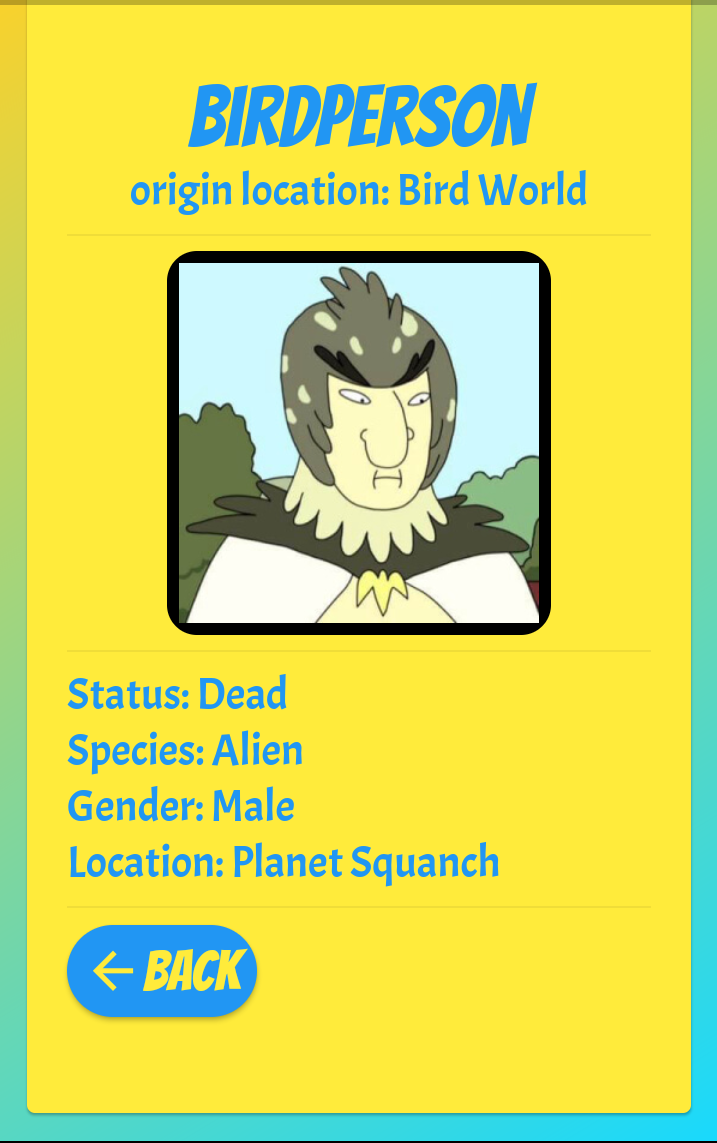 BIRDPERSON
origin location: Bird World
Status: Dead
Species: Alien
Gender: Male
Location: Planet Squanch
← BACK